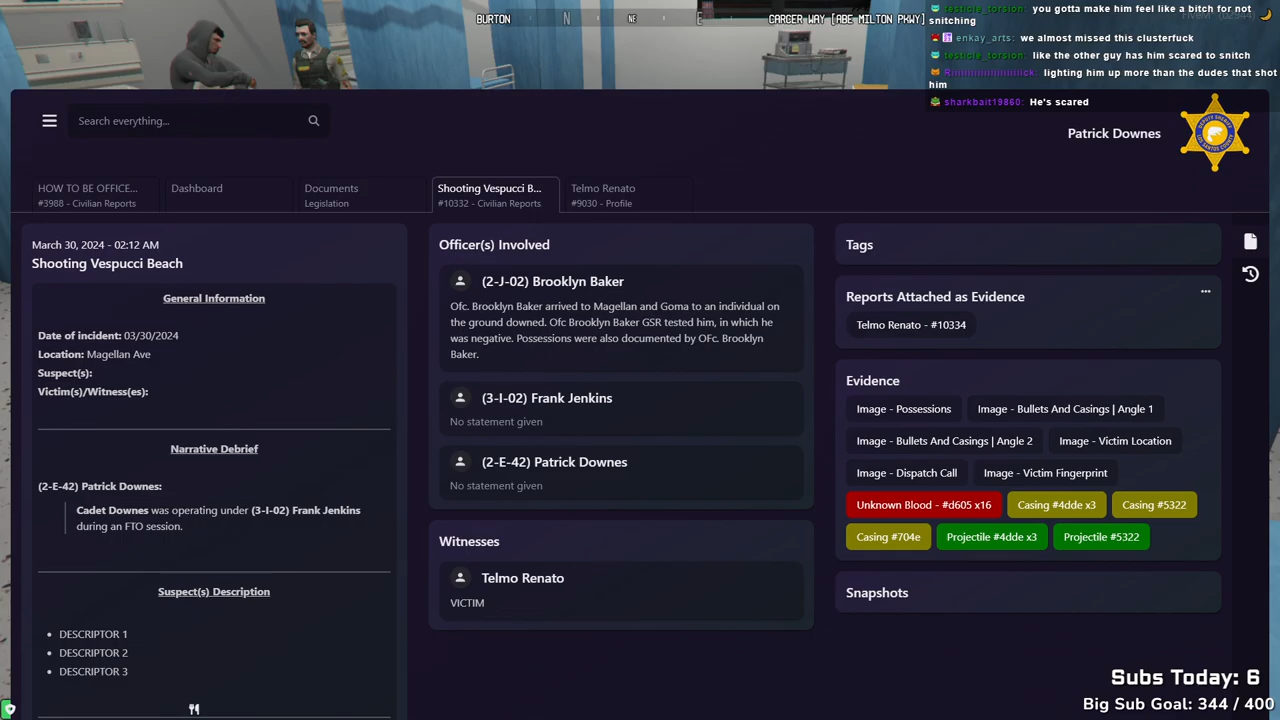 BURTON
N
NE
E
CARCER WAY [ABE MILTON PKWY]
testicle_torsion: you gotta make him feel like a bitch for not
snitching
enkay_arts: we almost missed this clusterfuck
testicle_torsion: like the other guy has him scared to snitch
lighting him up more than the dudes that shot
him
sharkbait19860: He's scared
Search everything...
Patrick Downes
HOW TO BE OFFICE...
#3988 - Civilian Reports
Dashboard
Documents
Legislation
Shooting Vespucci B...
#10332 - Civilian Reports
Telmo Renato
#9030 - Profile
March 30, 2024 - 02:12 AM
Shooting Vespucci Beach
General Information
Date of incident: 03/30/2024
Location: Magellan Ave
Suspect(s):
Victim(s)/Witness(es):
Narrative Debrief
(2-E-42) Patrick Downes:
Cadet Downes was operating under (3-I-02) Frank Jenkins
during an FTO session.
Suspect(s) Description
DESCRIPTOR 1
DESCRIPTOR 2
DESCRIPTOR 3
Officer(s) Involved
(2-J-02) Brooklyn Baker
Ofc. Brooklyn Baker arrived to Magellan and Goma to an individual on
the ground downed. Ofc Brooklyn Baker GSR tested him, in which he
was negative. Possessions were also documented by OFc. Brooklyn
Baker.
(3-I-02) Frank Jenkins
No statement given
(2-E-42) Patrick Downes
No statement given
Witnesses
Telmo Renato
VICTIM
Tags
Reports Attached as Evidence
Telmo Renato - #10334
Evidence
Image - Possessions
Image - Bullets And Casings | Angle 1
Image - Bullets And Casings | Angle 2
Image - Victim Location
Image - Dispatch Call
Image - Victim Fingerprint
Unknown Blood - #d605 x16
Casing #4dde x3
Casing #5322
Casing #704e
Projectile #4dde x3
Projectile #5322
Snapshots
Subs Today: 6
Big Sub Goal: 344 / 400